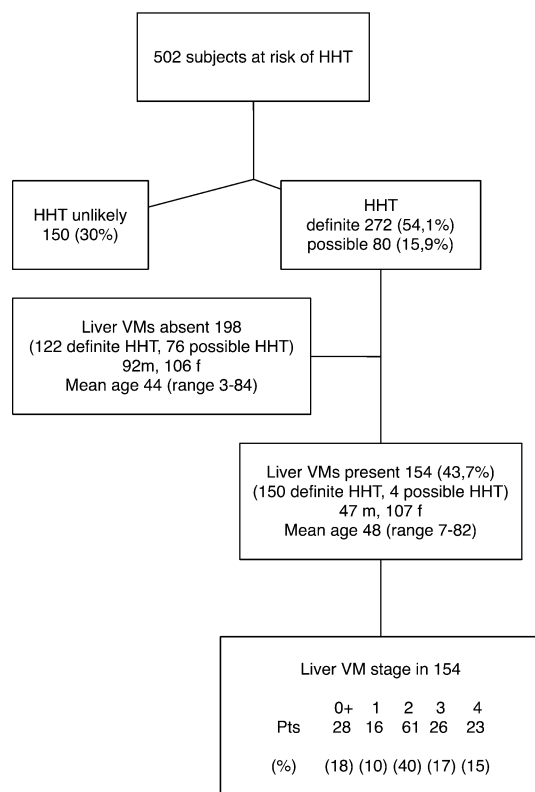 502 subjects at risk of HHT
HHT unlikely
150 (30%)
HHT
definite 272 (54,1%)
possible 80 (15,9%)
Liver VMs absent 198
(122 definite HHT, 76 possible HHT)
92m, 106 f
Mean age 44 (range 3-84)
Liver VMs present 154 (43,7%)
(150 definite HHT, 4 possible HHT)
47 m, 107 f
Mean age 48 (range 7-82)
Liver VM stage in 154
0+ 1 2 3 4
Pts 28 16 61 26 23
(%) (18) (10) (40) (17) (15)